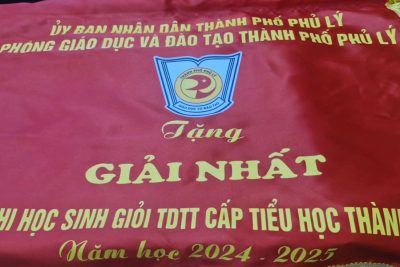 ỦY BAN NHÂN DÂN THÀNH PHỐ PHỦ LÝ
PHÒNG GIÁO DỤC VÀ ĐÀO TẠO THÀNH PHỐ PHỦ LÝ
Tặng
GIẢI NHẤT
HI HỌC SINH GIỎI TDTT CẤP TIỂU HỌC THÀN
Năm học 2024 - 2025